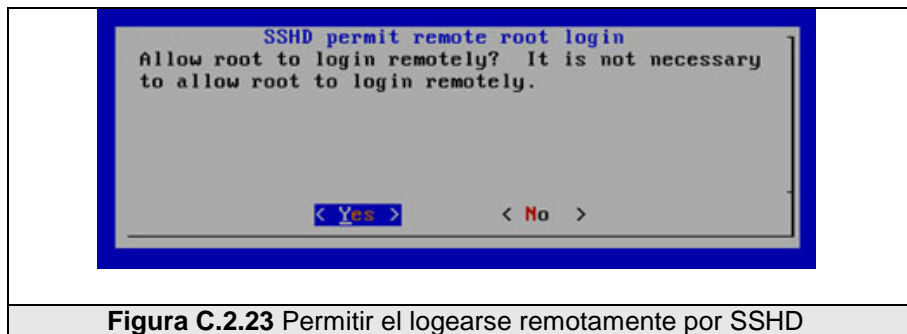 SSHD permit remote root login
Allow root to login remotely? It is not necessary
to allow root to login remotely.
< Yes > < No >
Figura C.2.23 Permitir el logearse remotamente por SSHD